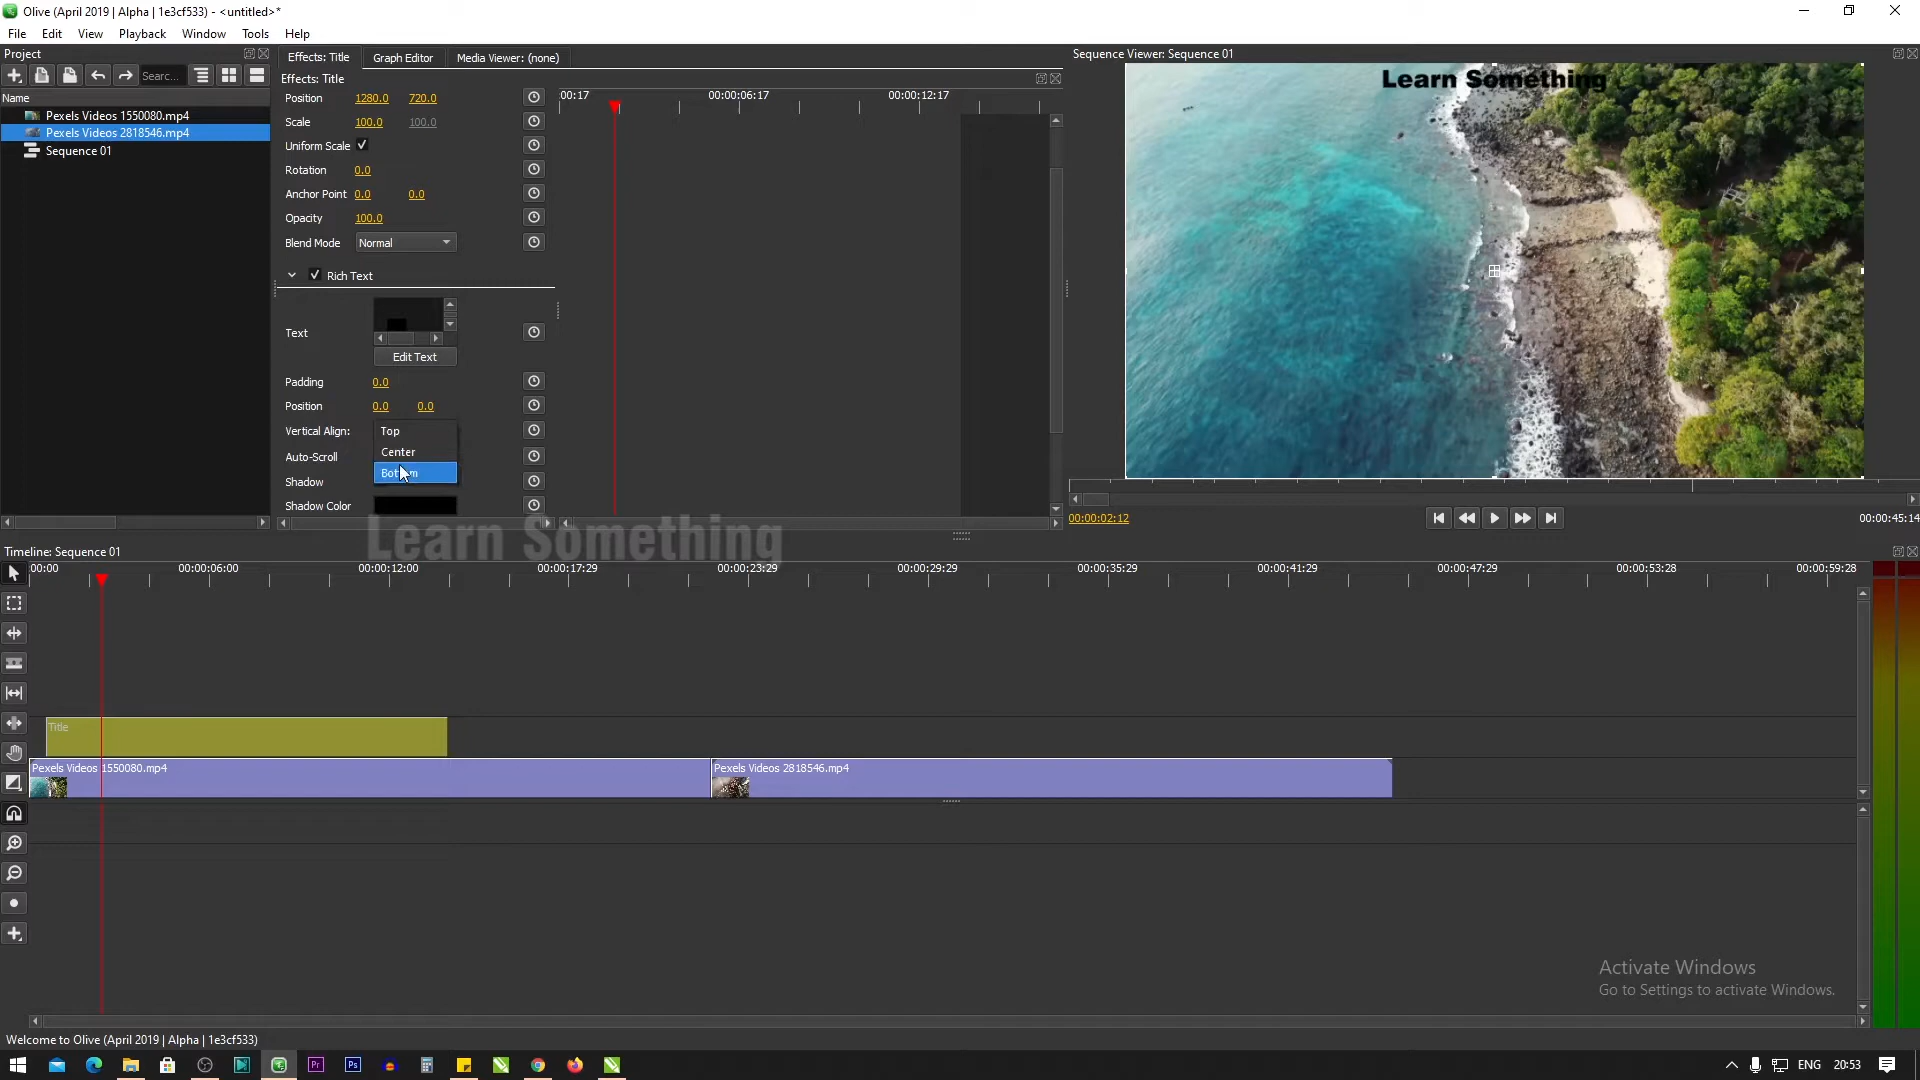 Olive (April 2019 | Alpha | 1e3cf533) - <untitled>*
File Edit View Playback Window Tools Help
Project
Effects: Title Graph Editor Media Viewer: (none)
Sequence Viewer: Sequence 01
Searc...
Effects: Title
Name
Pexels Videos 1550080.mp4
Pexels Videos 2818546.mp4
Sequence 01
Position 1280.0 720.0
Scale 100.0 100.0
Uniform Scale
Rotation 0.0
Anchor Point 0.0 0.0
Opacity 100.0
Blend Mode Normal
Rich Text
Text
Edit Text
Padding 0.0
Position 0.0 0.0
Vertical Align: Top
Center
Auto-Scroll
Bottom
Shadow
Shadow Color
:00:17 00:00:06:17 00:00:12:17
Learn Something
00:00:02:12
00:00:45:14
Learn Something
Timeline: Sequence 01
00:00 00:00:06:00 00:00:12:00 00:00:17:29 00:00:23:29 00:00:29:29 00:00:35:29 00:00:41:29 00:00:47:29 00:00:53:28 00:00:59:28
Title
Pexels Videos 1550080.mp4
Pexels Videos 2818546.mp4
Activate Windows
Go to Settings to activate Windows.
Welcome to Olive (April 2019 | Alpha | 1e3cf533)
Pr Ps
ENG 20:53